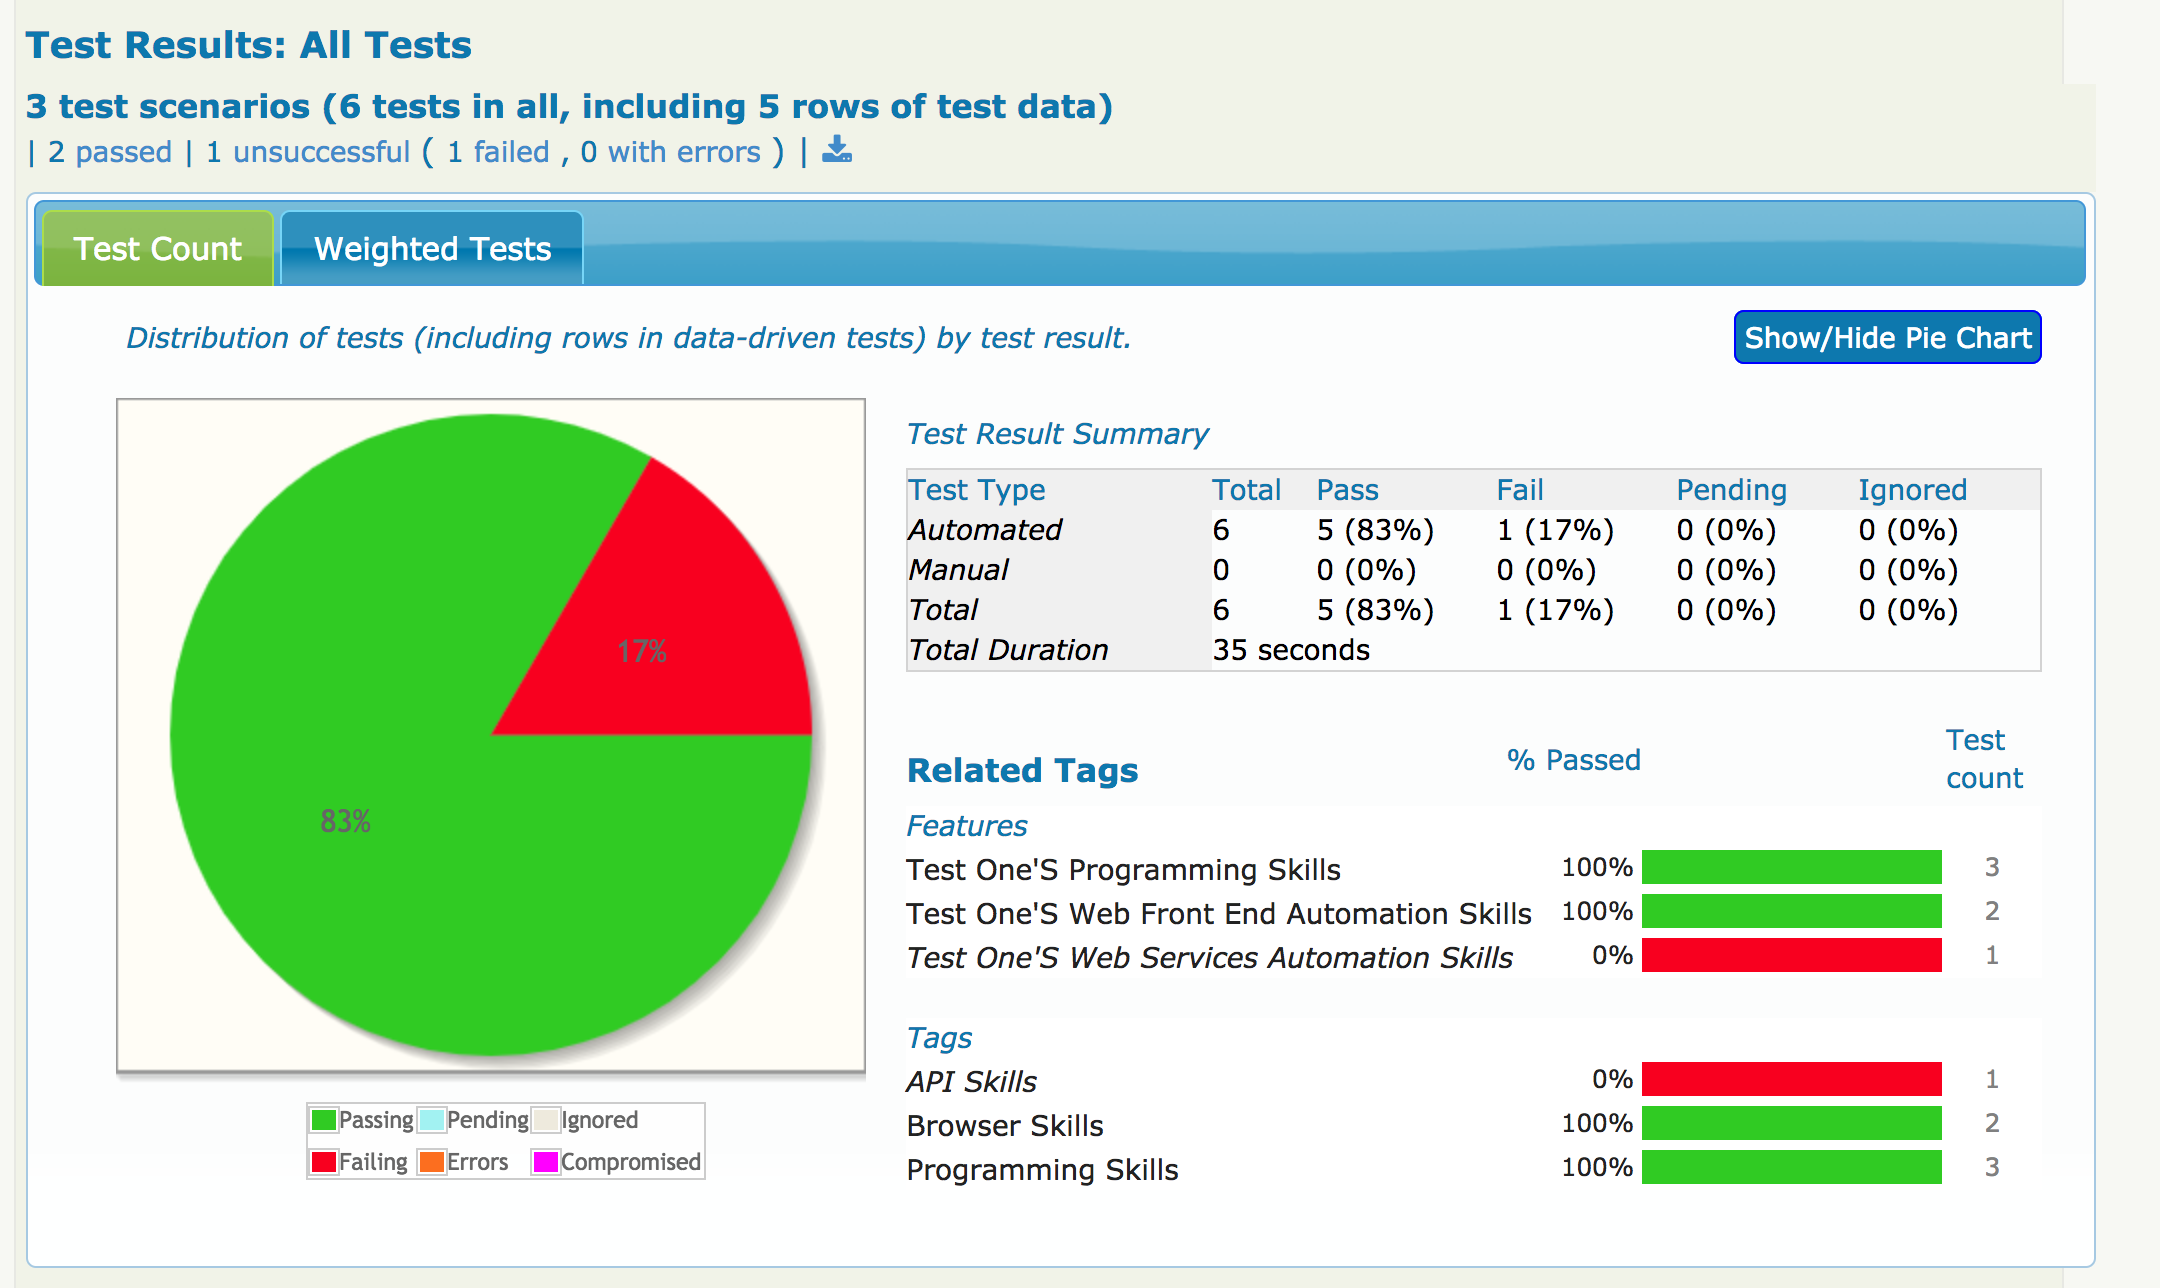 Test Results: All Tests
3 test scenarios (6 tests in all, including 5 rows of test data)
| 2 passed | 1 unsuccessful ( 1 failed , 0 with errors ) |
Test Count Weighted Tests
Distribution of tests (including rows in data-driven tests) by test result.
Show/Hide Pie Chart
17%
83%
Passing Pending Ignored
Failing Errors Compromised
Test Result Summary
Test Type Total Pass Fail Pending Ignored
Automated 6 5 (83%) 1 (17%) 0 (0%) 0 (0%)
Manual 0 0 (0%) 0 (0%) 0 (0%) 0 (0%)
Total 6 5 (83%) 1 (17%) 0 (0%) 0 (0%)
Total Duration 35 seconds
Related Tags % Passed Test count
Features
Test One'S Programming Skills 100% 3
Test One'S Web Front End Automation Skills 100% 2
Test One'S Web Services Automation Skills 0% 1
Tags
API Skills 0% 1
Browser Skills 100% 2
Programming Skills 100% 3